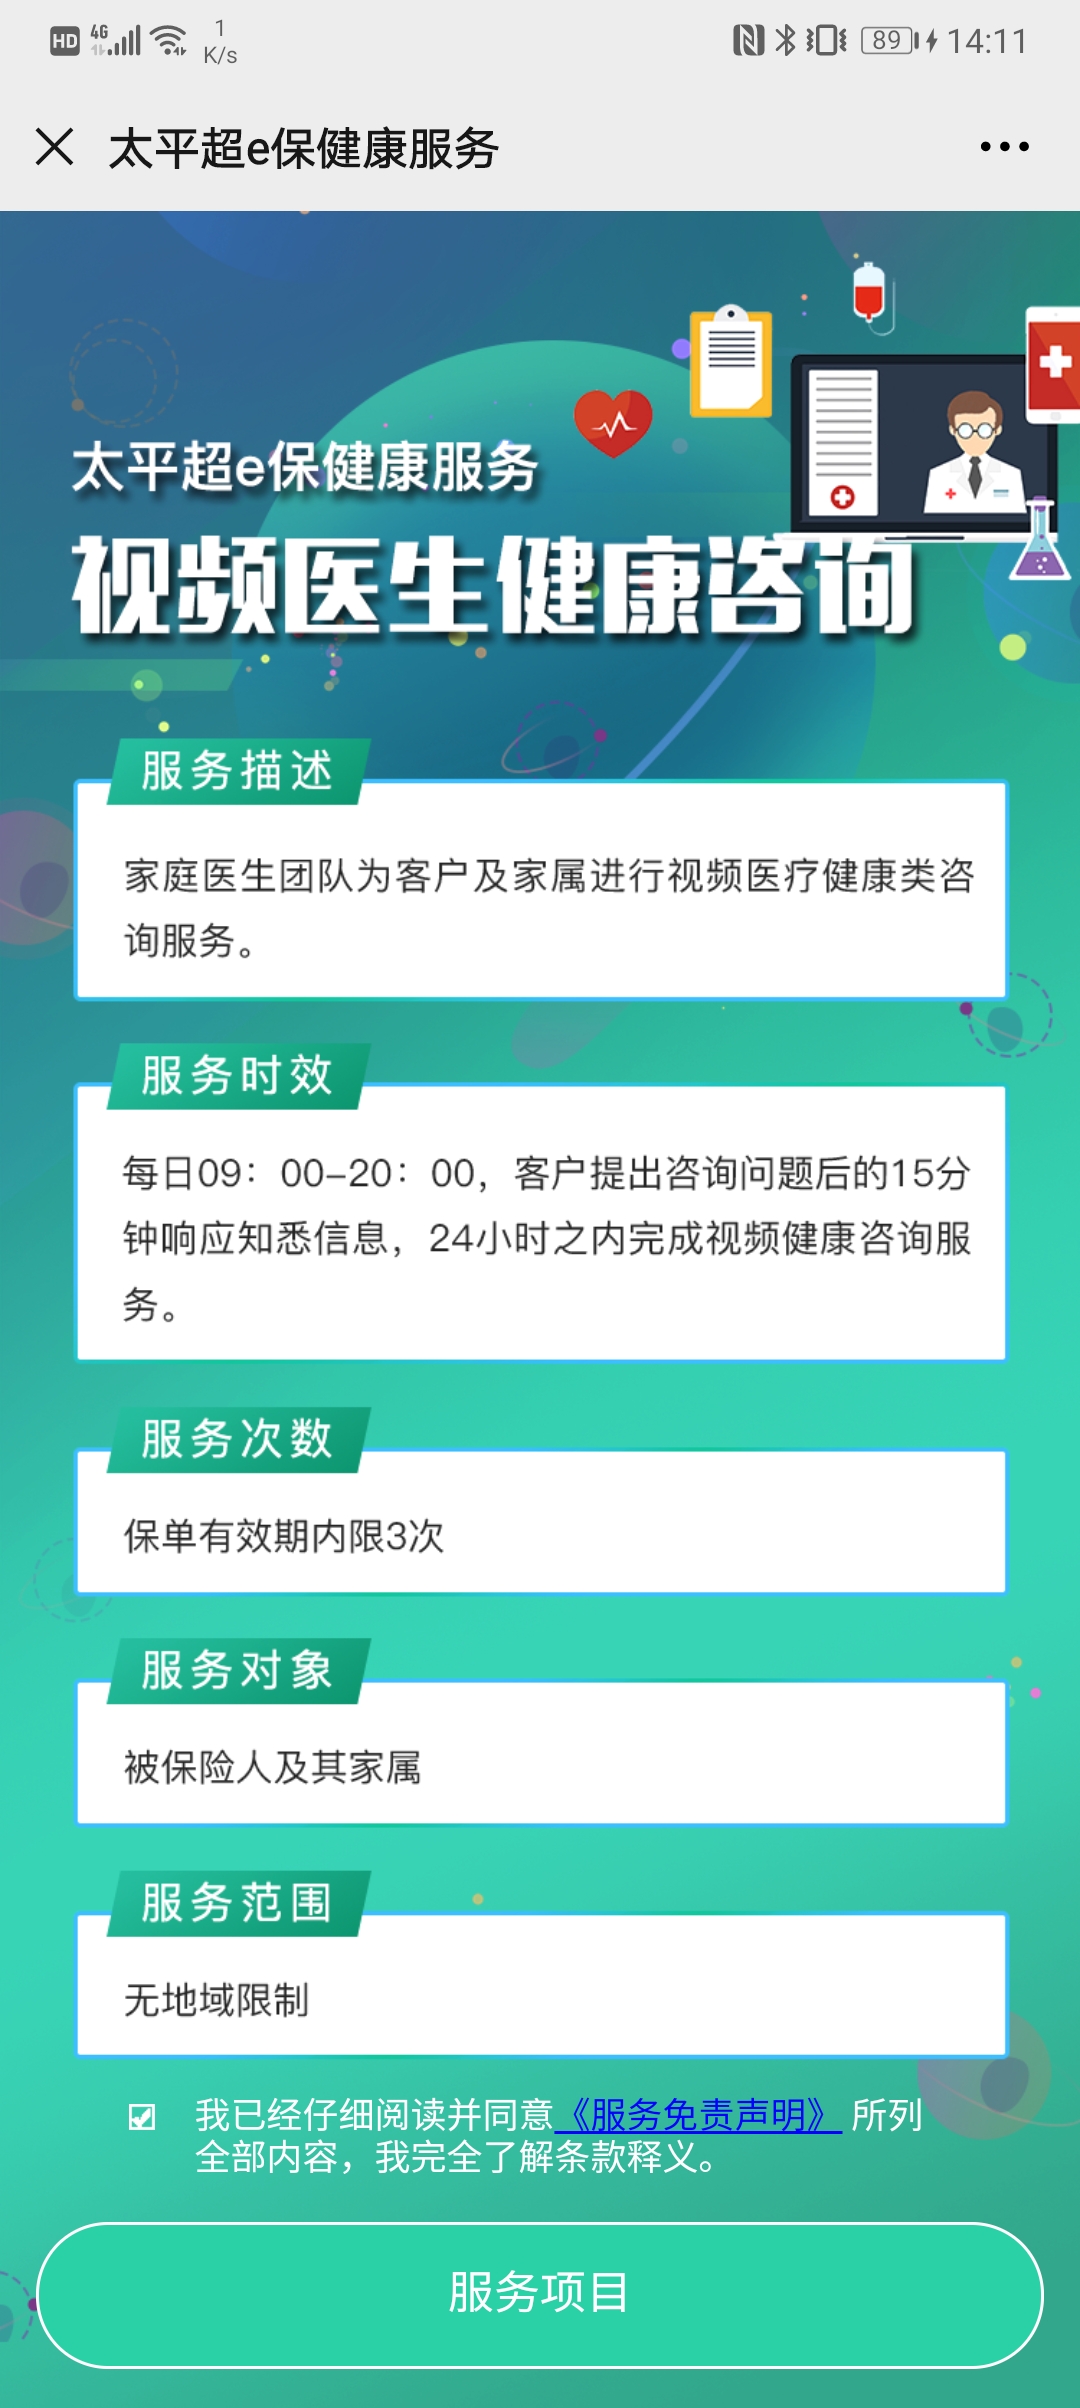 HD 4G 1 K/s 89 14:11
太平超e保健康服务
太平超e保健康服务
视频医生健康咨询
服务描述
家庭医生团队为客户及家属进行视频医疗健康类咨
询服务。
服务时效
每日09：00-20：00，客户提出咨询问题后的15分
钟响应知悉信息，24小时之内完成视频健康咨询服
务。
服务次数
保单有效期内限3次
服务对象
被保险人及其家属
服务范围
无地域限制
我已经仔细阅读并同意《服务免责声明》 所列
全部内容，我完全了解条款释义。
服务项目